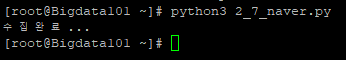 [root@Bigdata101 ~]# python3 2_7_naver.py
수 집 완 료 ...
[root@Bigdata101 ~]#